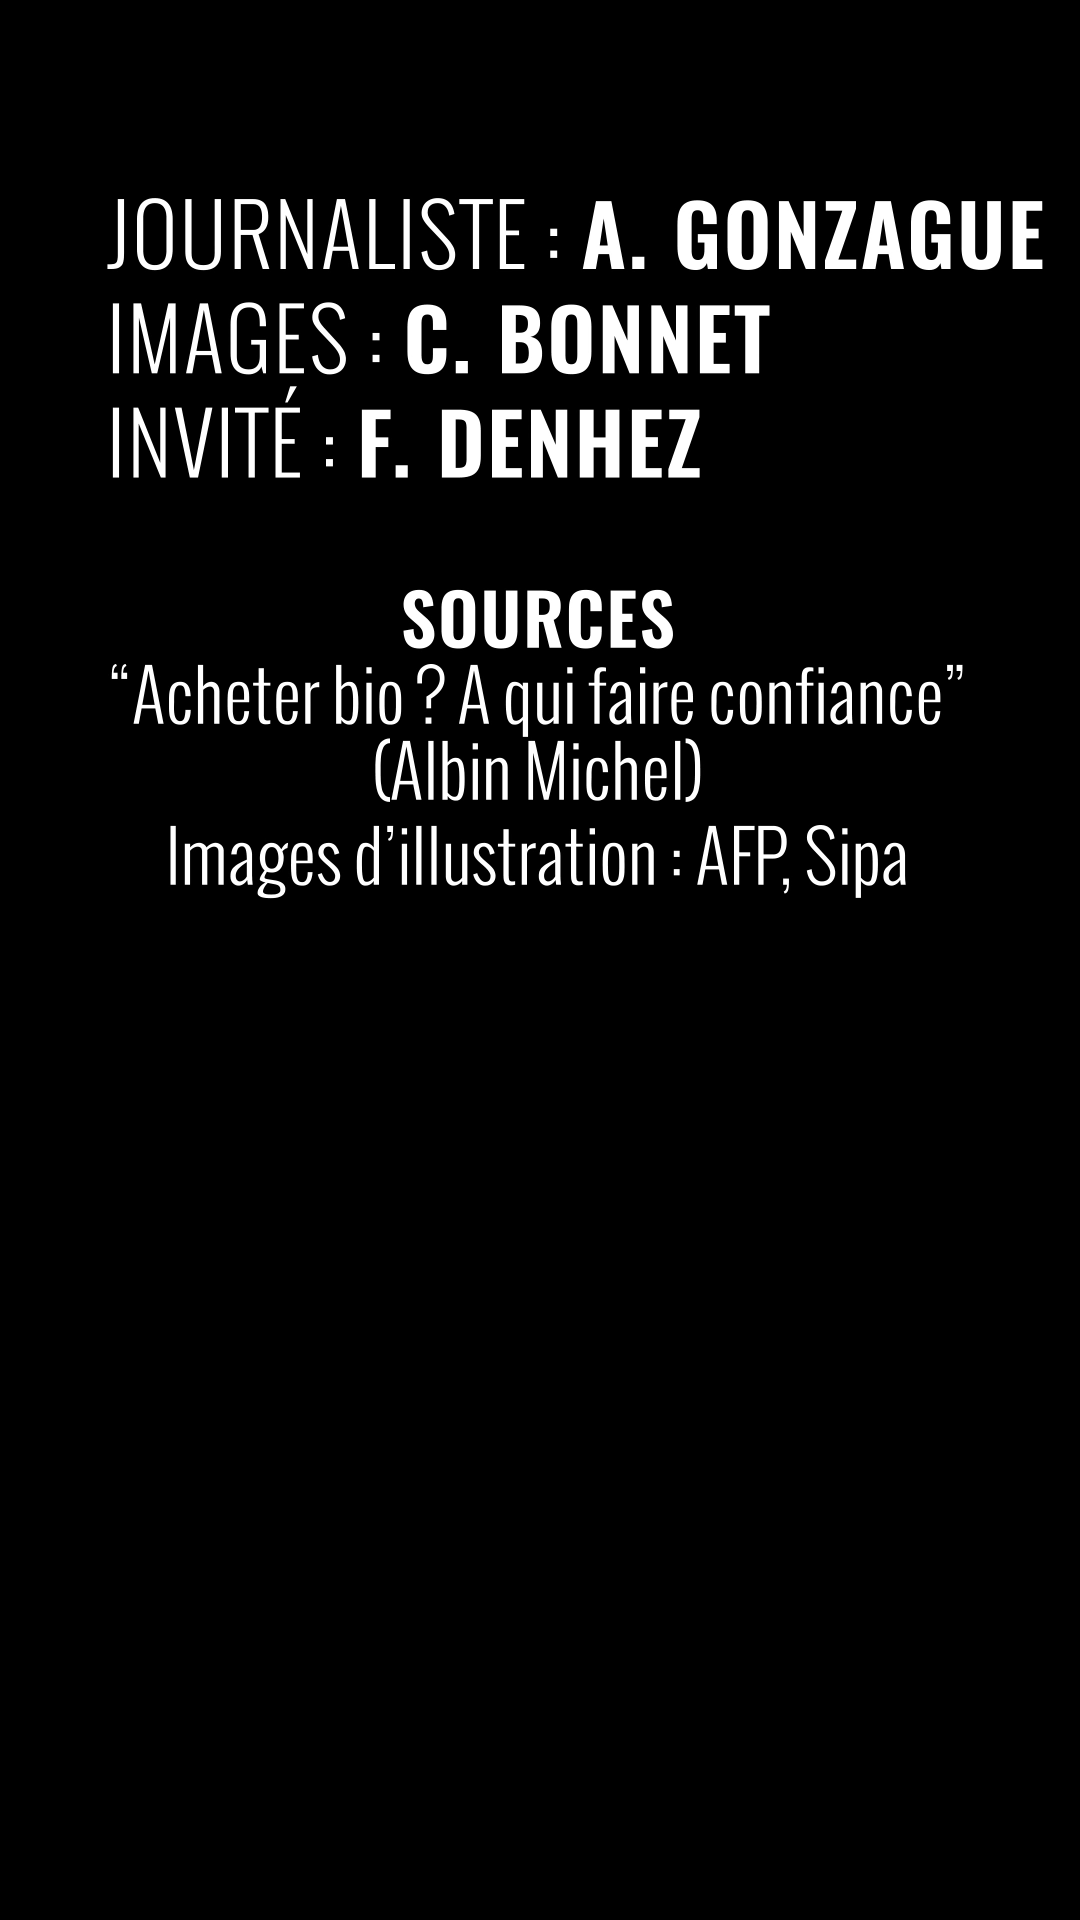 JOURNALISTE : A. GONZAGUE
IMAGES : C. BONNET
INVITÉ : F. DENHEZ
SOURCES
“Acheter bio ? A qui faire confiance”
(Albin Michel)
Images d’illustration : AFP, Sipa